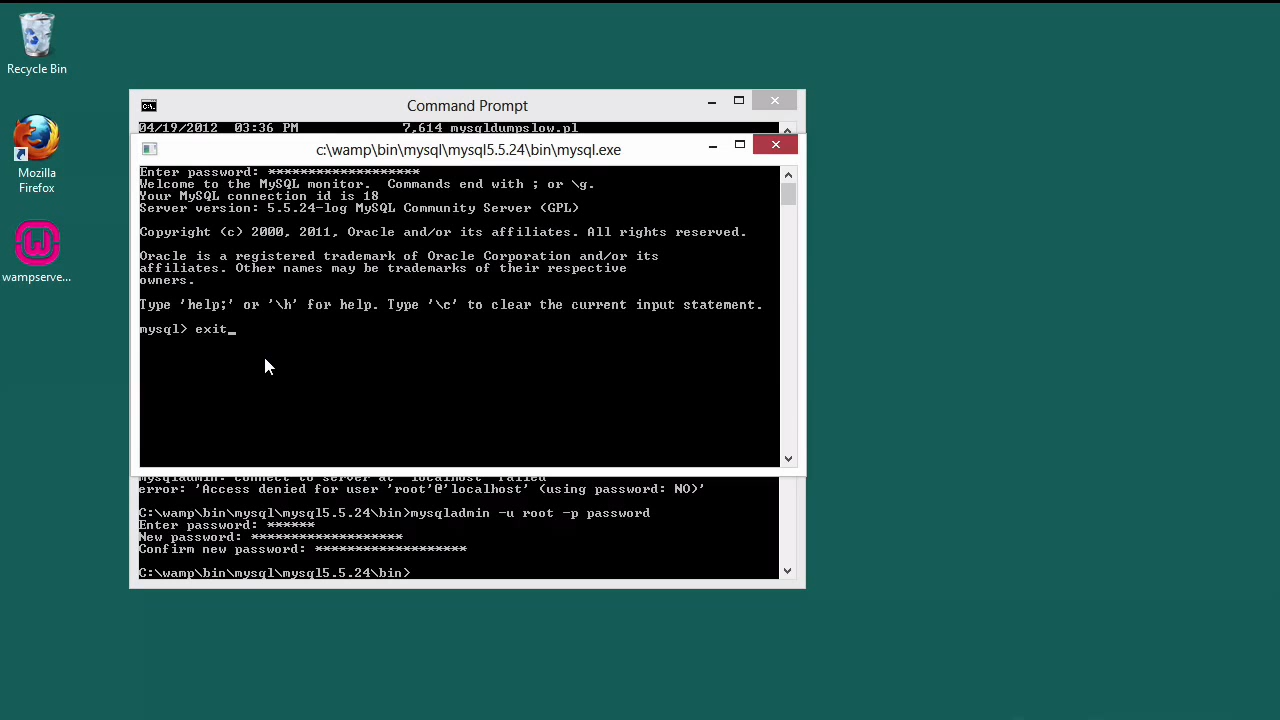 Recycle Bin
Mozilla
Firefox
wampserve...
Command Prompt
04/19/2012  03:36 PM             7,614 mysqldumpslow.pl
c:\wamp\bin\mysql\mysql5.5.24\bin\mysql.exe
Enter password: *******************
Welcome to the MySQL monitor.  Commands end with ; or \g.
Your MySQL connection id is 18
Server version: 5.5.24-log MySQL Community Server (GPL)
Copyright (c) 2000, 2011, Oracle and/or its affiliates. All rights reserved.
Oracle is a registered trademark of Oracle Corporation and/or its
affiliates. Other names may be trademarks of their respective
owners.
Type 'help;' or '\h' for help. Type '\c' to clear the current input statement.
mysql> exit_
mysqladmin: connect to server at 'localhost' failed
error: 'Access denied for user 'root'@'localhost' (using password: NO)'
C:\wamp\bin\mysql\mysql5.5.24\bin>mysqladmin -u root -p password
Enter password: ******
New password: *******************
Confirm new password: *******************
C:\wamp\bin\mysql\mysql5.5.24\bin>